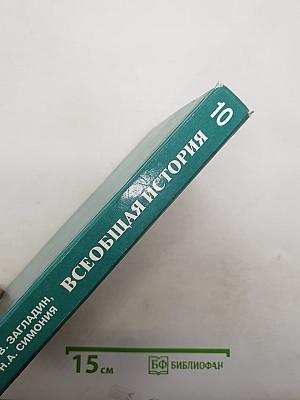 В. ЗАГЛАДИН,
Н.А. СИМОНИЯ
ВСЕОБЩАЯ ИСТОРИЯ
10
15 см
БФ БИБЛИОФАН